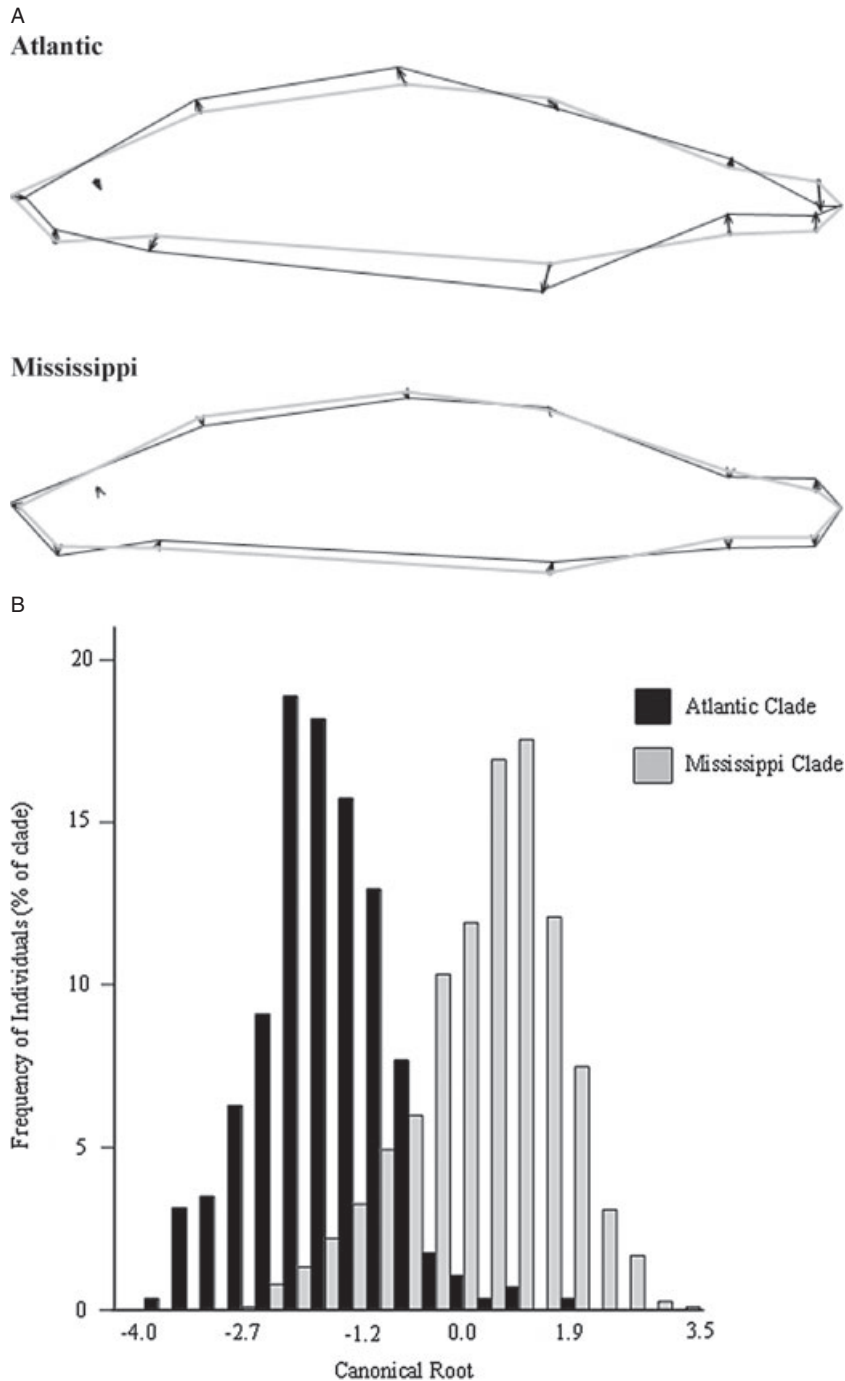 A
Atlantic
Mississippi
B
20
15
10
5
0
Frequency of Individuals (% of clade)
Atlantic Clade
Mississippi Clade
-4.0 -2.7 -1.2 0.0 1.9 3.5
Canonical Root